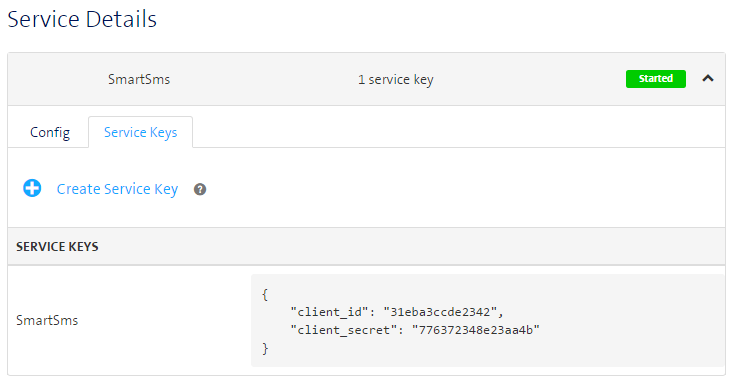 Service Details
SmartSms 1 service key Started
Config Service Keys
Create Service Key ?
SERVICE KEYS
SmartSms
{
"client_id": "31eba3ccde2342",
"client_secret": "776372348e23aa4b"
}